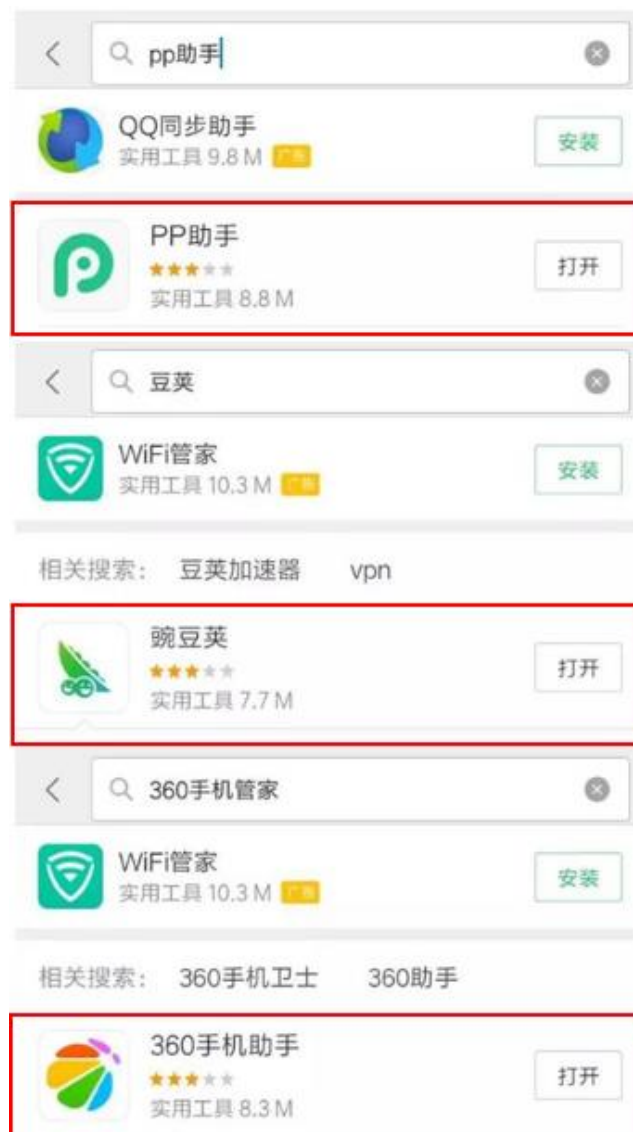 pp助手
QQ同步助手
安装
实用工具 9.8 M 广告
PP助手
打开
实用工具 8.8 M
豆荚
WiFi管家
安装
实用工具 10.3 M 广告
相关搜索： 豆荚加速器 vpn
豌豆荚
打开
实用工具 7.7 M
360手机管家
WiFi管家
安装
实用工具 10.3 M 广告
相关搜索： 360手机卫士 360助手
360手机助手
打开
实用工具 8.3 M